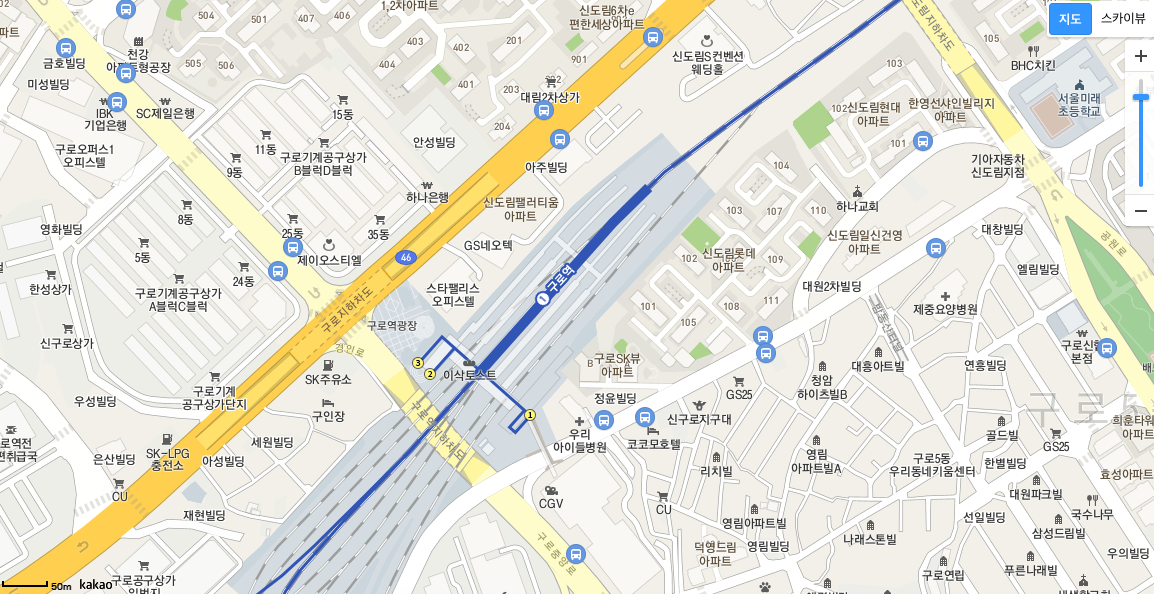 504
501
407
406
1,2차아파트
신도림6차e
편한세상아파트
지도
스카이뷰
천강
아파트형공장
금호빌딩
505
506
403
402
404
201
202
902
901
신도림S컨벤션
웨딩홀
105
BHC치킨
103
미성빌딩
401
203
대림2차상가
204
IBK
기업은행
SC제일은행
15동
11동
안성빌딩
102
신도림현대
아파트
한영선샤인빌리지
아파트
101
서울미래
초등학교
구로오퍼스1
오피스텔
9동
구로기계공구상가
B블럭D블럭
아주빌딩
기아자동차
신도림지점
104
하나은행
신도림팰러티움
아파트
8동
25동
35동
103
107
110
하나교회
영화빌딩
제이오스티엘
GS네오텍
46
신도림롯데
아파트
102
109
신도림일신건영
아파트
대창빌딩
공원로
5동
24동
한성상가
구로기계공구상가
A블럭C블럭
구로지하차도
스타팰리스
오피스텔
1 구로역
101
105
108
111
대원2차빌딩
엘림빌딩
제중요양병원
신구로상가
경인로
구로역광장
3
2
이삭토스트
SK주유소
구로SK뷰
아파트
B
대흥아트빌
연흥빌딩
구로신협
본점
구로기계
공구상가단지
우성빌딩
구인장
정윤빌딩
GS25
청암
하이츠빌B
1
우리
아이들병원
코코모호텔
신구로지구대
골드빌
GS25
희훈타워
아파트
세원빌딩
SK-LPG
충전소
아성빌딩
은산빌딩
리치빌
영림
아파트빌A
구로5동
우리동네키움센터
한별빌딩
효성아파트
CU
CGV
CU
재현빌딩
영림아파트빌
영림빌딩
나래스톤빌
대원파크빌
선일빌딩
국수나무
삼성드림빌
우의빌딩
덕영드림
아파트
구로중앙로
구로공구상가
구로연립
푸른나래빌
50m
kakao